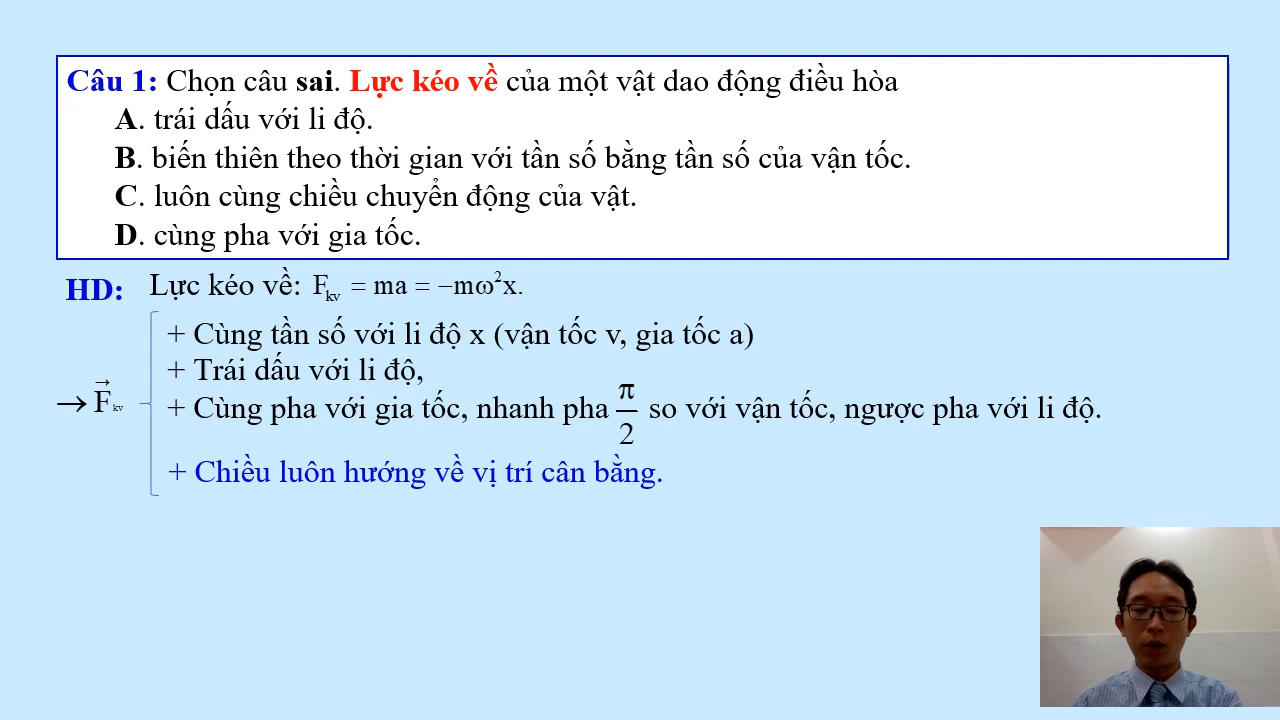 Câu 1: Chọn câu sai. Lực kéo về của một vật dao động điều hòa
A. trái dấu với li độ.
B. biến thiên theo thời gian với tần số bằng tần số của vận tốc.
C. luôn cùng chiều chuyển động của vật.
D. cùng pha với gia tốc.
HD: Lực kéo về: F_kv = ma = −mω²x.
+ Cùng tần số với li độ x (vận tốc v, gia tốc a)
+ Trái dấu với li độ,
→ F⃗_kv
+ Cùng pha với gia tốc, nhanh pha π/2 so với vận tốc, ngược pha với li độ.
+ Chiều luôn hướng về vị trí cân bằng.